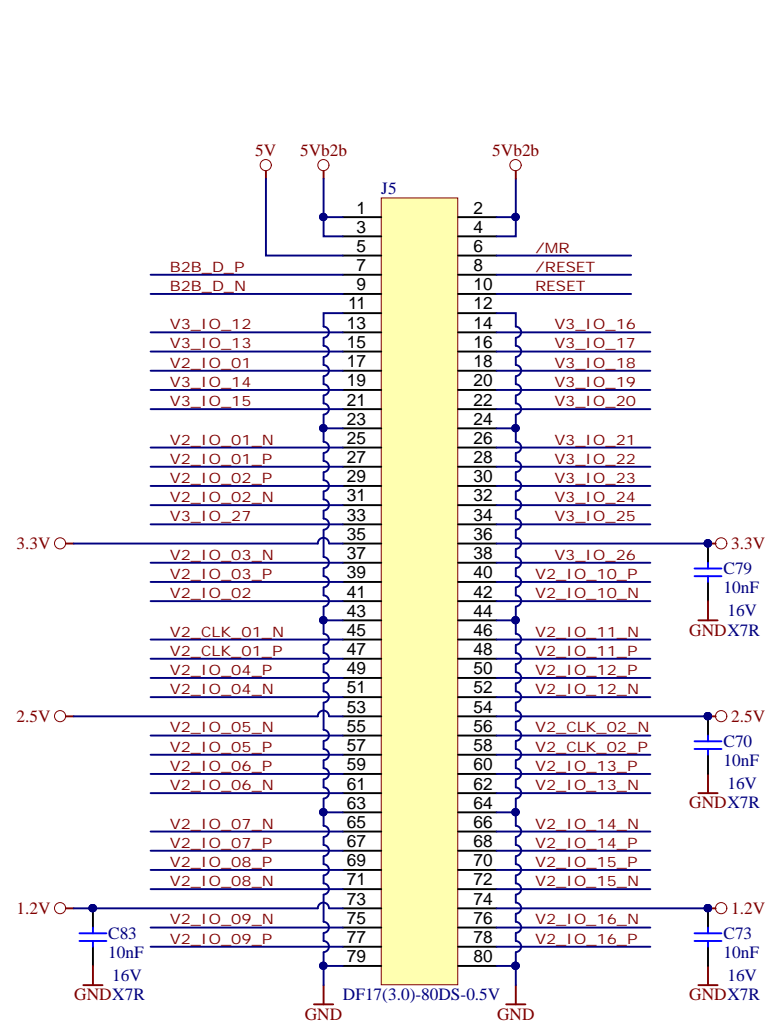 5V 5Vb2b 5Vb2b
J5
1 2
3 4
5 6 /MR
B2B_D_P 7 8 /RESET
B2B_D_N 9 10 RESET
11 12
V3_IO_12 13 14 V3_IO_16
V3_IO_13 15 16 V3_IO_17
V2_IO_01 17 18 V3_IO_18
V3_IO_14 19 20 V3_IO_19
V3_IO_15 21 22 V3_IO_20
23 24
V2_IO_01_N 25 26 V3_IO_21
V2_IO_01_P 27 28 V3_IO_22
V2_IO_02_P 29 30 V3_IO_23
V2_IO_02_N 31 32 V3_IO_24
V3_IO_27 33 34 V3_IO_25
3.3V 35 36 3.3V
V2_IO_03_N 37 38 V3_IO_26
C79
V2_IO_03_P 39 40 V2_IO_10_P
10nF
V2_IO_02 41 42 V2_IO_10_N
16V
43 44
GND X7R
V2_CLK_01_N 45 46 V2_IO_11_N
V2_CLK_01_P 47 48 V2_IO_11_P
V2_IO_04_P 49 50 V2_IO_12_P
V2_IO_04_N 51 52 V2_IO_12_N
2.5V 53 54 2.5V
V2_IO_05_N 55 56 V2_CLK_02_N
C70
V2_IO_05_P 57 58 V2_CLK_02_P
10nF
V2_IO_06_P 59 60 V2_IO_13_P
16V
V2_IO_06_N 61 62 V2_IO_13_N
GND X7R
63 64
V2_IO_07_N 65 66 V2_IO_14_N
V2_IO_07_P 67 68 V2_IO_14_P
V2_IO_08_P 69 70 V2_IO_15_P
V2_IO_08_N 71 72 V2_IO_15_N
1.2V 73 74 1.2V
V2_IO_09_N 75 76 V2_IO_16_N
C83 C73
V2_IO_09_P 77 78 V2_IO_16_P
10nF 10nF
79 80
16V 16V
GND X7R DF17(3.0)-80DS-0.5V GND X7R
GND GND